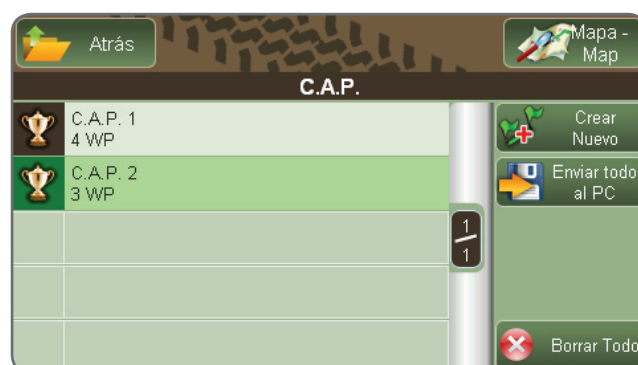 Atrás
Mapa -
Map
C.A.P.
C.A.P. 1
4 WP
C.A.P. 2
3 WP
1
1
Crear
Nuevo
Enviar todo
al PC
Borrar Todo